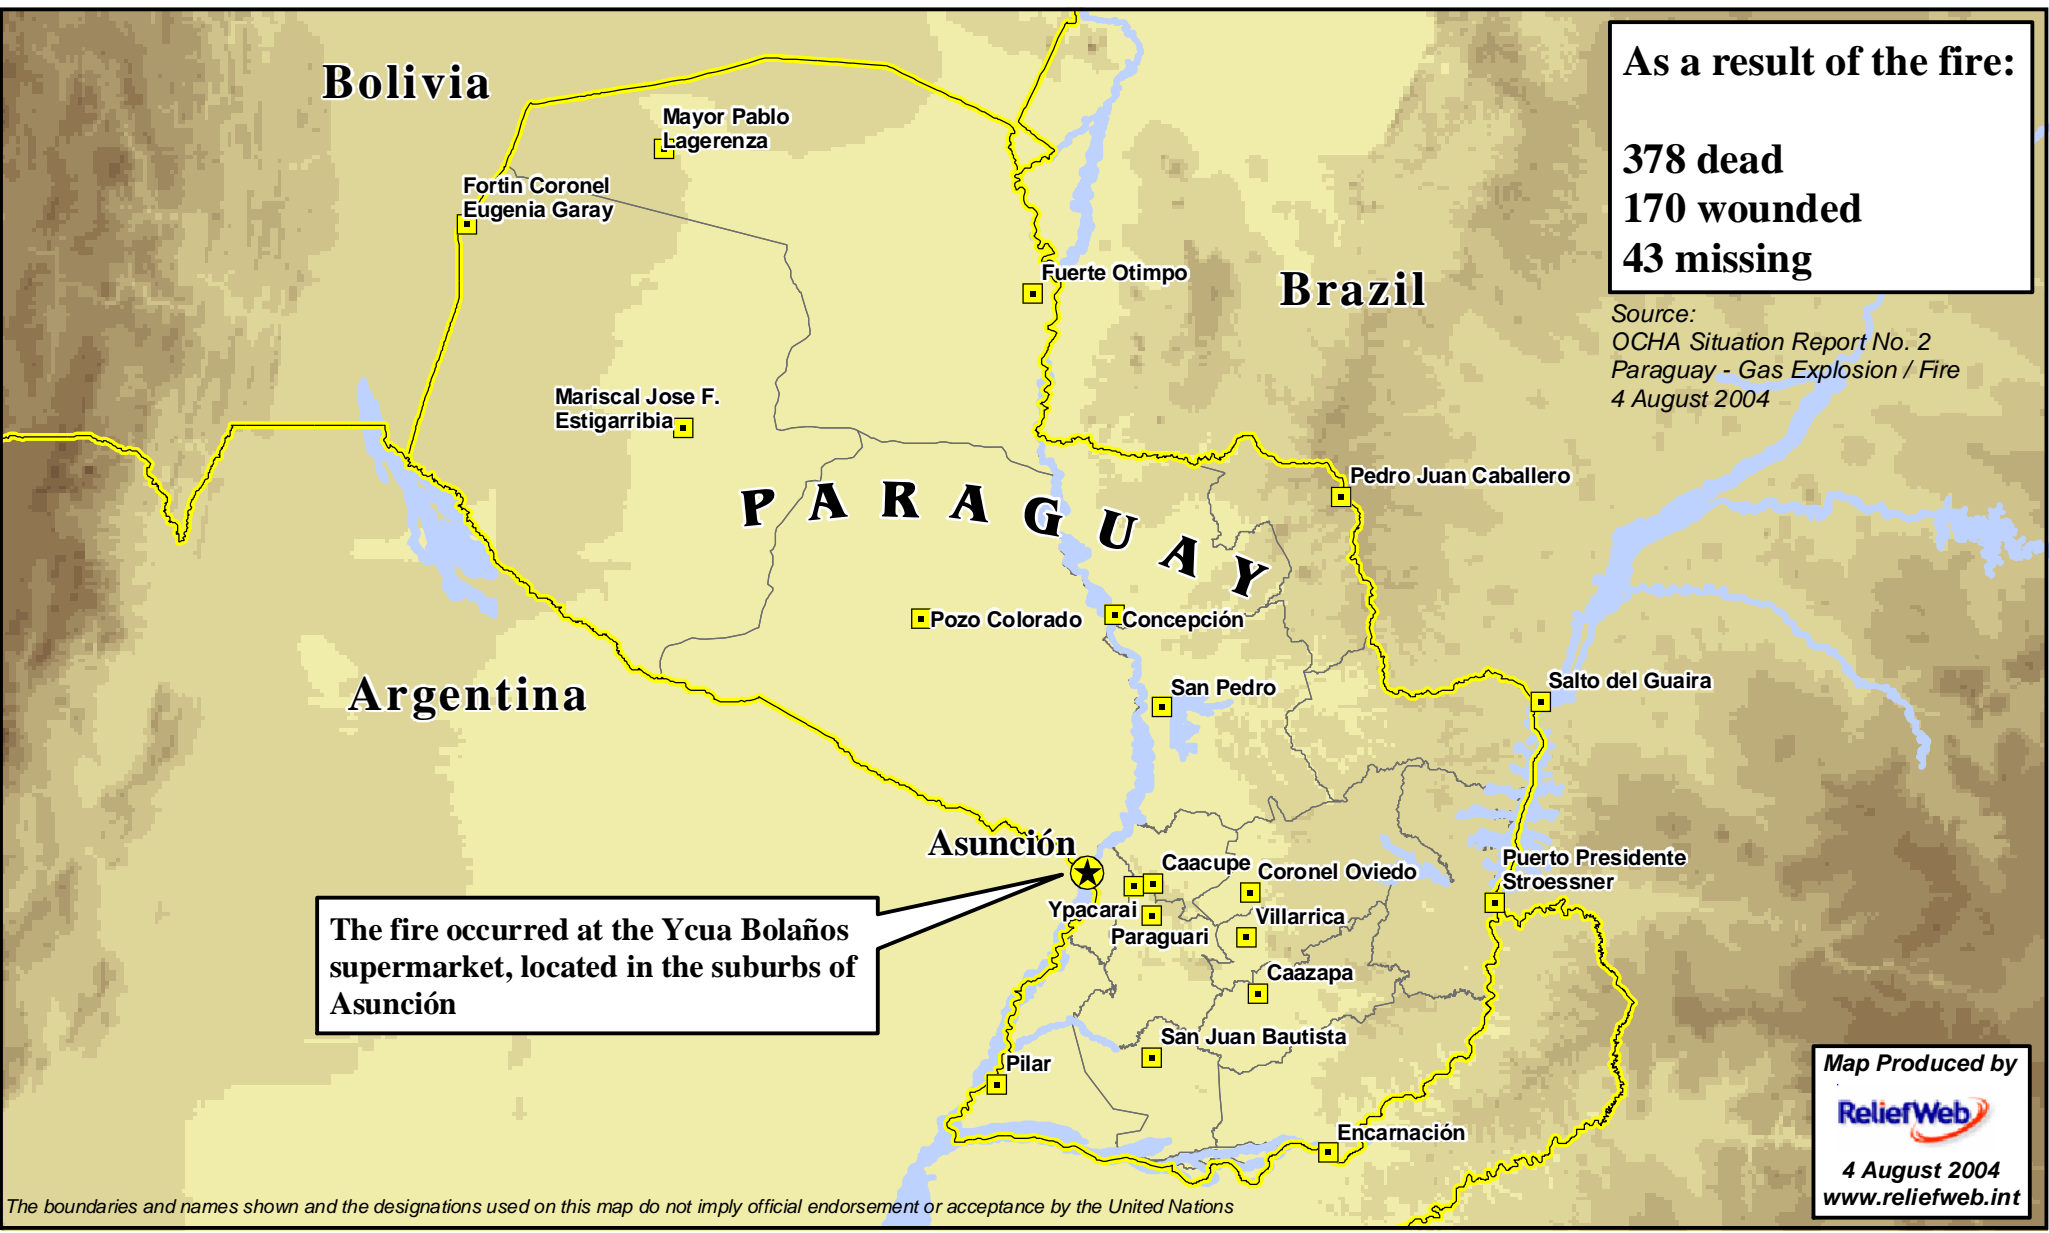 As a result of the fire:
378 dead
170 wounded
43 missing
Source:
OCHA Situation Report No. 2
Paraguay - Gas Explosion / Fire
4 August 2004
Bolivia
Mayor Pablo
Lagerenza
Fortin Coronel
Eugenia Garay
Fuerte Otimpo
Brazil
Mariscal Jose F.
Estigarribia
PARAGUAY
Pedro Juan Caballero
Pozo Colorado
Concepción
Argentina
San Pedro
Salto del Guaira
Asunción
Caacupe
Coronel Oviedo
Puerto Presidente
Stroessner
Ypacarai
Villarrica
Paraguari
The fire occurred at the Ycua Bolaños
supermarket, located in the suburbs of
Asunción
Caazapa
San Juan Bautista
Pilar
Encarnación
Map Produced by
ReliefWeb
4 August 2004
www.reliefweb.int
The boundaries and names shown and the designations used on this map do not imply official endorsement or acceptance by the United Nations